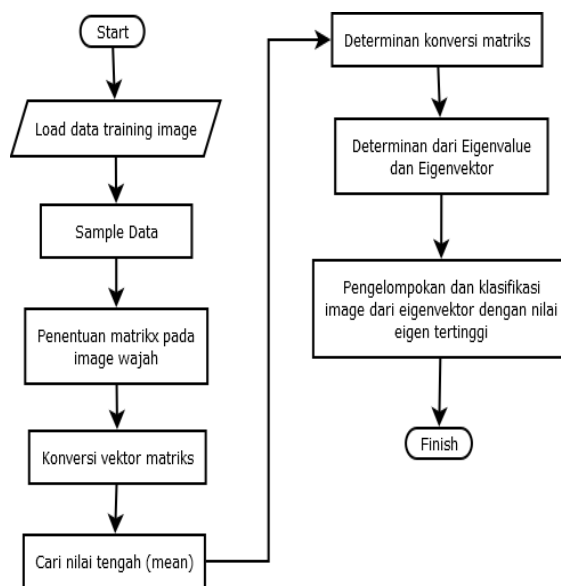 Start
Load data training image
Sample Data
Penentuan matrikx pada
image wajah
Konversi vektor matriks
Cari nilai tengah (mean)
Determinan konversi matriks
Determinan dari Eigenvalue
dan Eigenvektor
Pengelompokan dan klasifikasi
image dari eigenvektor dengan nilai
eigen tertinggi
Finish